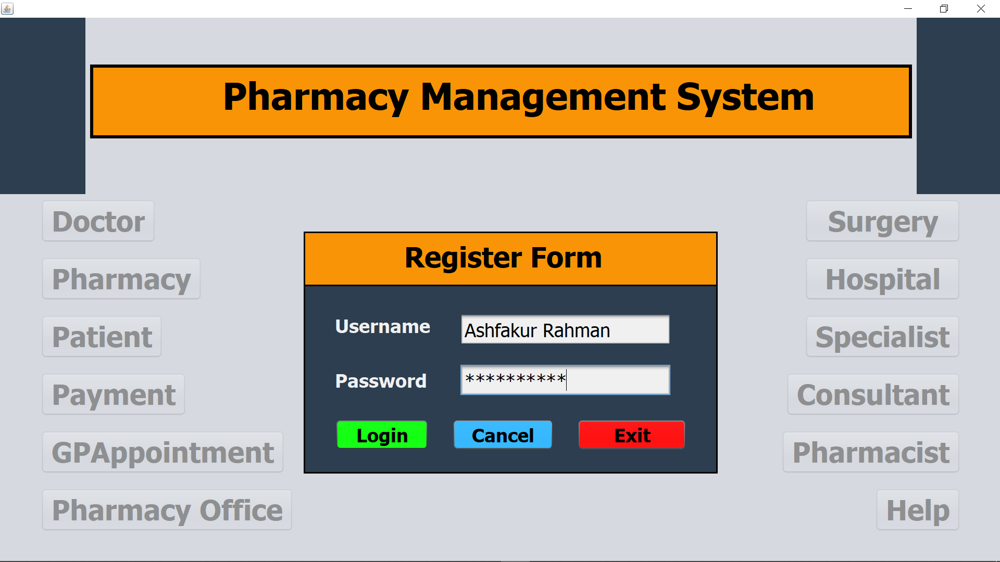 Pharmacy Management System
Doctor
Pharmacy
Patient
Payment
GPAppointment
Pharmacy Office
Register Form
Username
Ashfakur Rahman
Password
**********
Login
Cancel
Exit
Surgery
Hospital
Specialist
Consultant
Pharmacist
Help